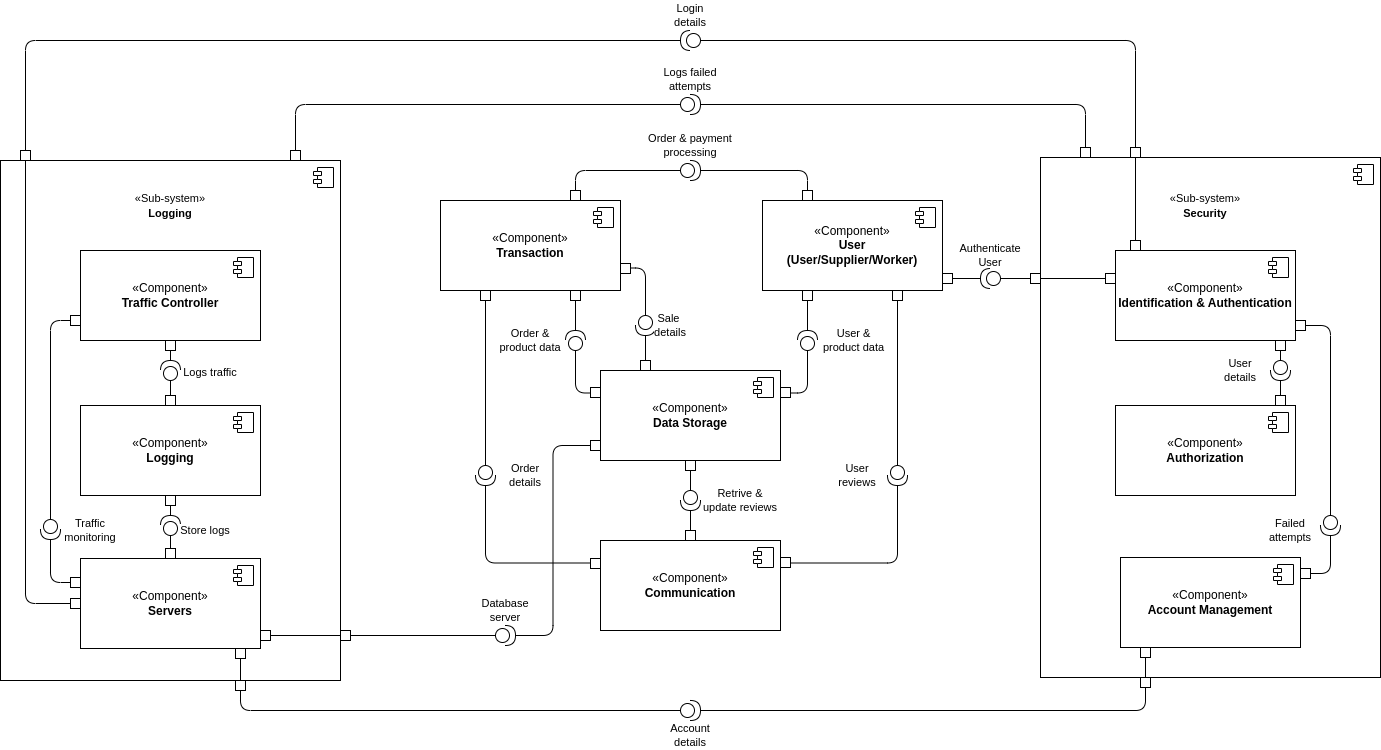 Login
details
Logs failed
attempts
Order & payment
processing
«Sub-system»
Logging
«Sub-system»
Security
«Component»
Transaction
«Component»
User
(User/Supplier/Worker)
Authenticate
User
«Component»
Traffic Controller
«Component»
Identification & Authentication
Order &
product data
Sale
details
User &
product data
Logs traffic
User
details
«Component»
Data Storage
«Component»
Logging
«Component»
Authorization
Order
details
User
reviews
Retrive &
update reviews
Traffic
monitoring
Store logs
Failed
attempts
«Component»
Servers
«Component»
Communication
«Component»
Account Management
Database
server
Account
details